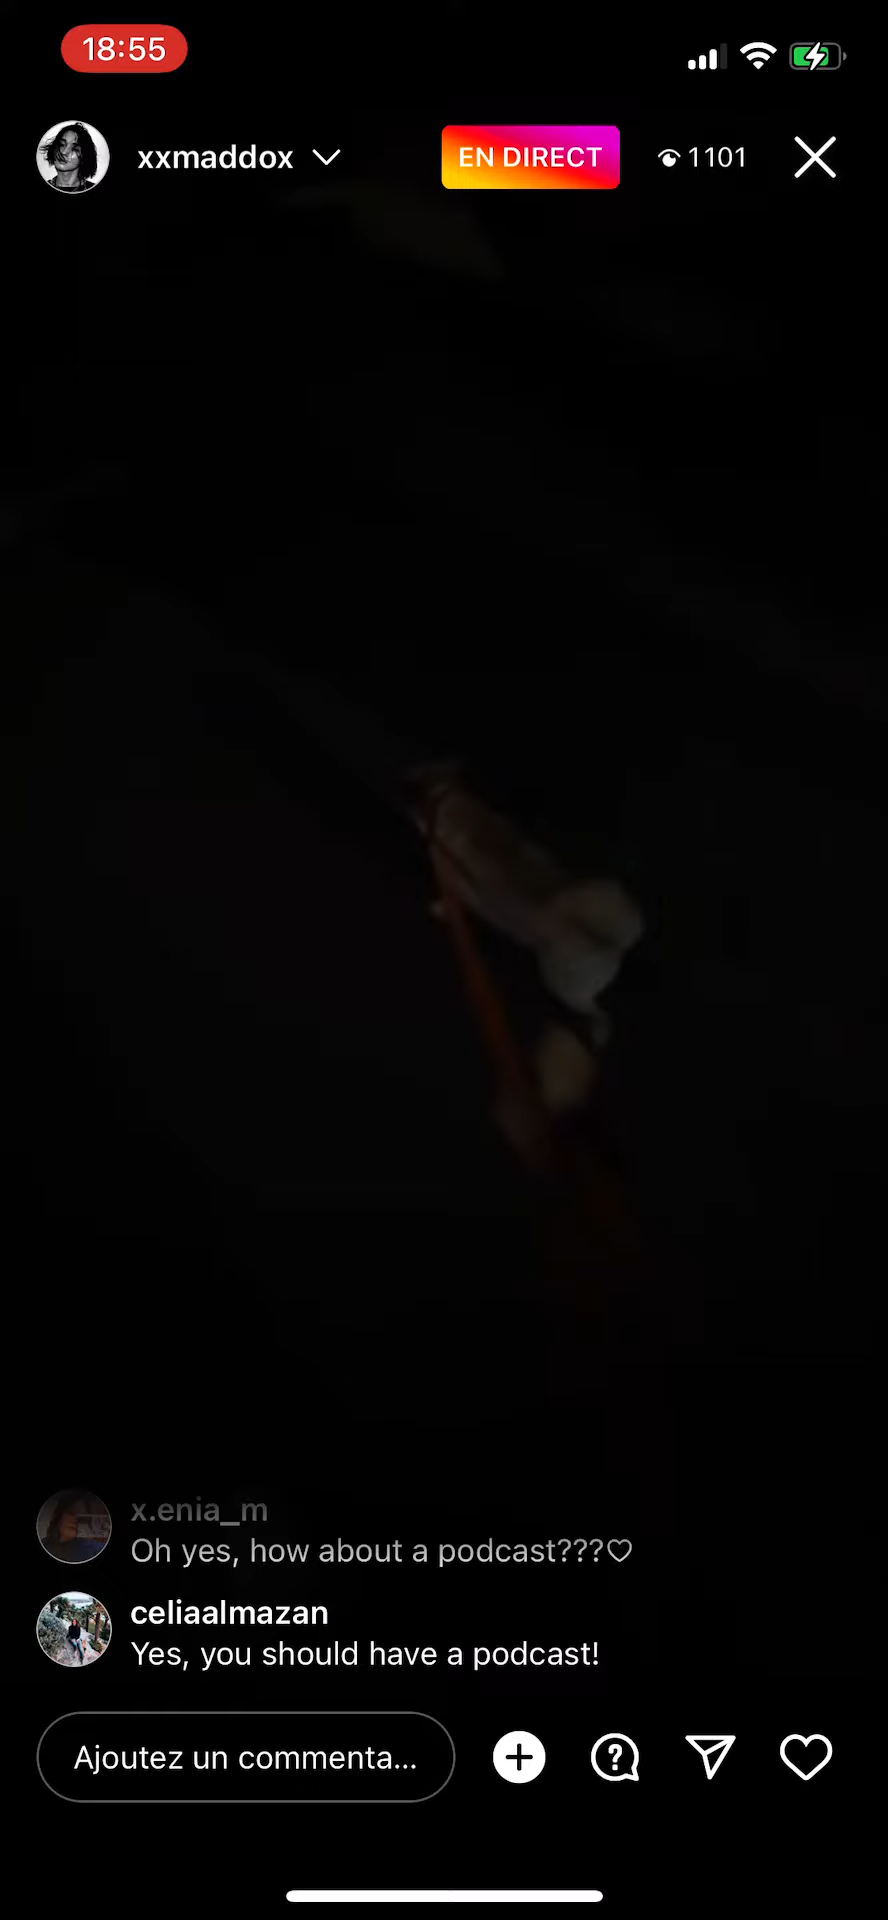 18:55
xxmaddox
EN DIRECT
1101
x.enia_m
Oh yes, how about a podcast???♡
celiaalmazan
Yes, you should have a podcast!
Ajoutez un commenta...